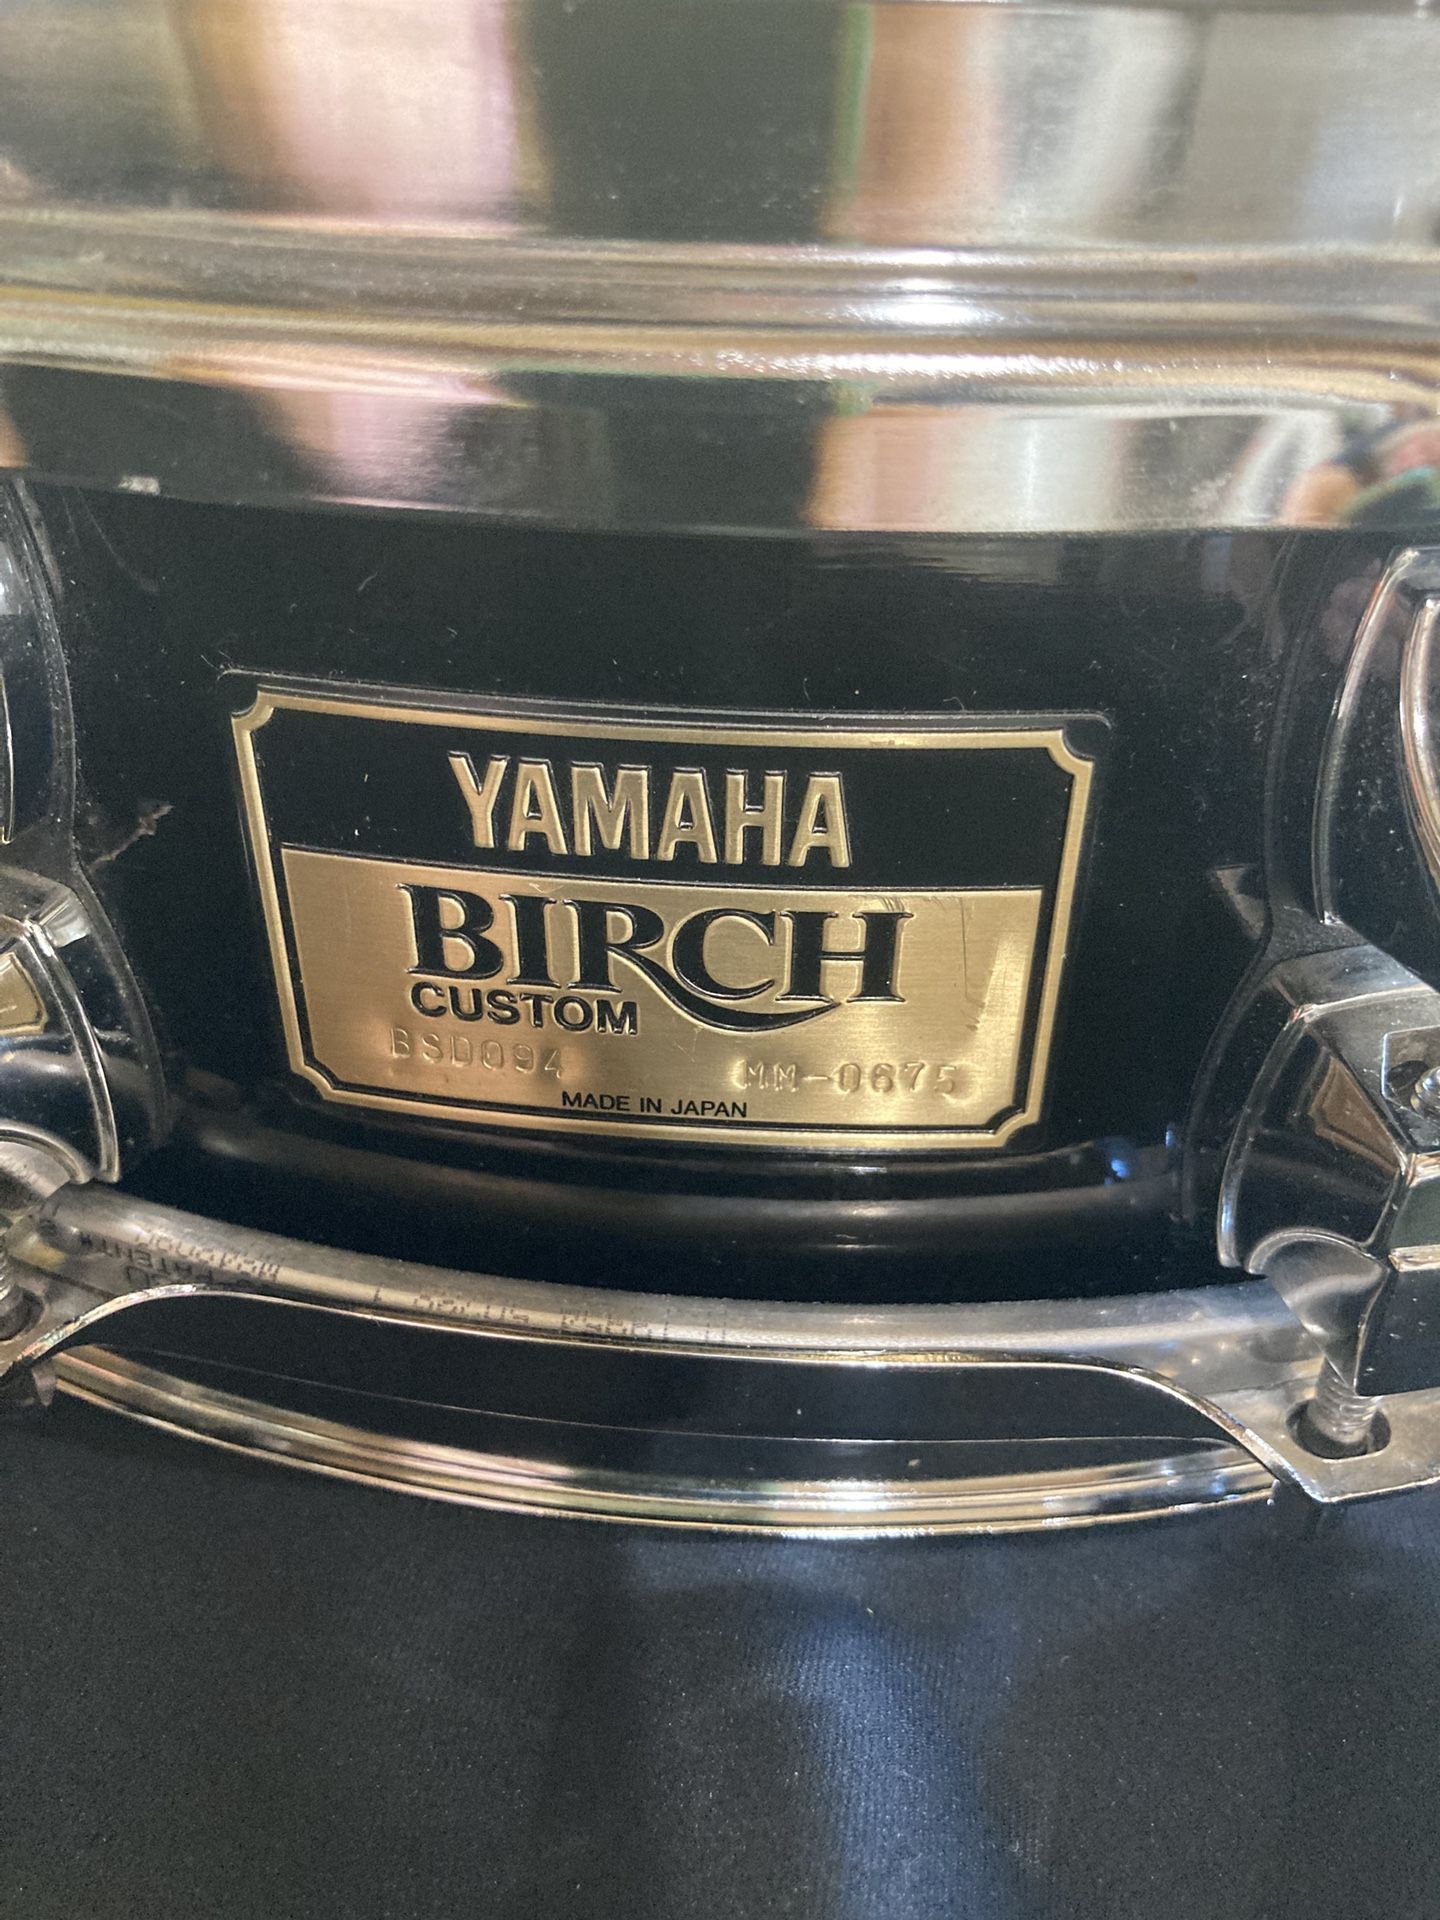 YAMAHA
BIRCH
CUSTOM
BSD094 MM-0675
MADE IN JAPAN